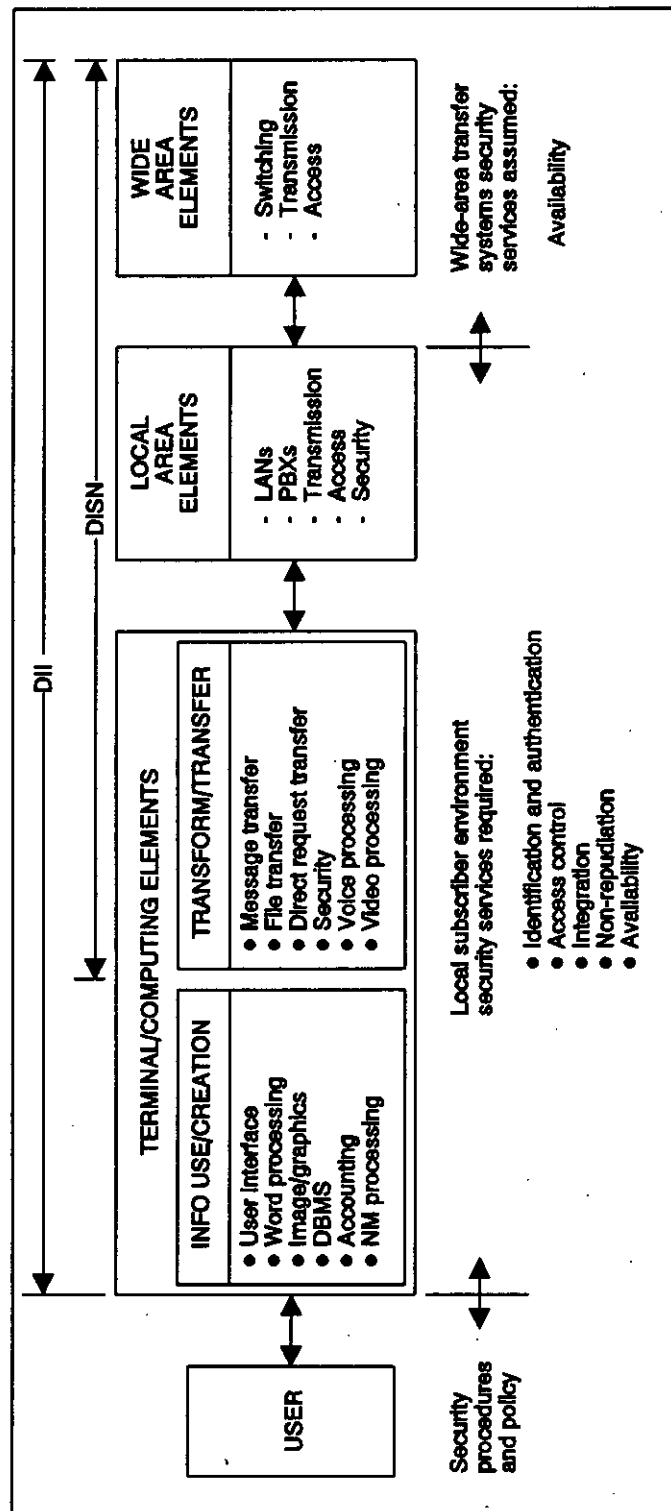 DII
DISN
USER
TERMINAL/COMPUTING ELEMENTS
INFO USE/CREATION
● User interface
● Word processing
● Image/graphics
● DBMS
● Accounting
● NM processing
TRANSFORM/TRANSFER
● Message transfer
● File transfer
● Direct request transfer
● Security
● Voice processing
● Video processing
LOCAL
AREA
ELEMENTS
- LANs
- PBXs
- Transmission
- Access
- Security
WIDE
AREA
ELEMENTS
- Switching
- Transmission
- Access
Security
procedures
and policy
Local subscriber environment
security services required:
● Identification and authentication
● Access control
● Integration
● Non-repudiation
● Availability
Wide-area transfer
systems security
services assumed:
Availability